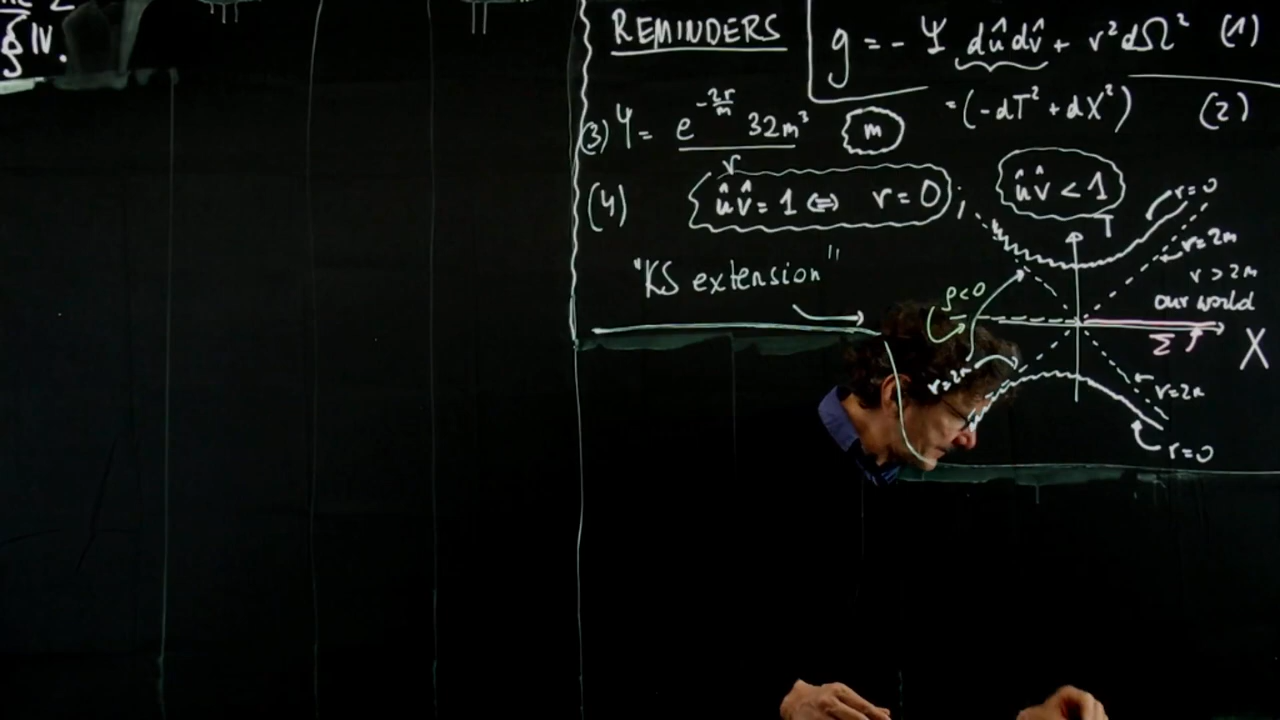 § IV.
REMINDERS
g = - Ψ dûdv̂ + r²dΩ² (1)
= (-dT² + dX²) (2)
(3) Ψ = e^{-2r/m} 32m³ / r m
(4) ûv̂ = 1 ⇔ r = 0 ; ûv̂ < 1
r=0
T
r=2m
"KS extension"
r > 2m
ρ<0
our world
Σ
X
r=2m
r=2m
r=0